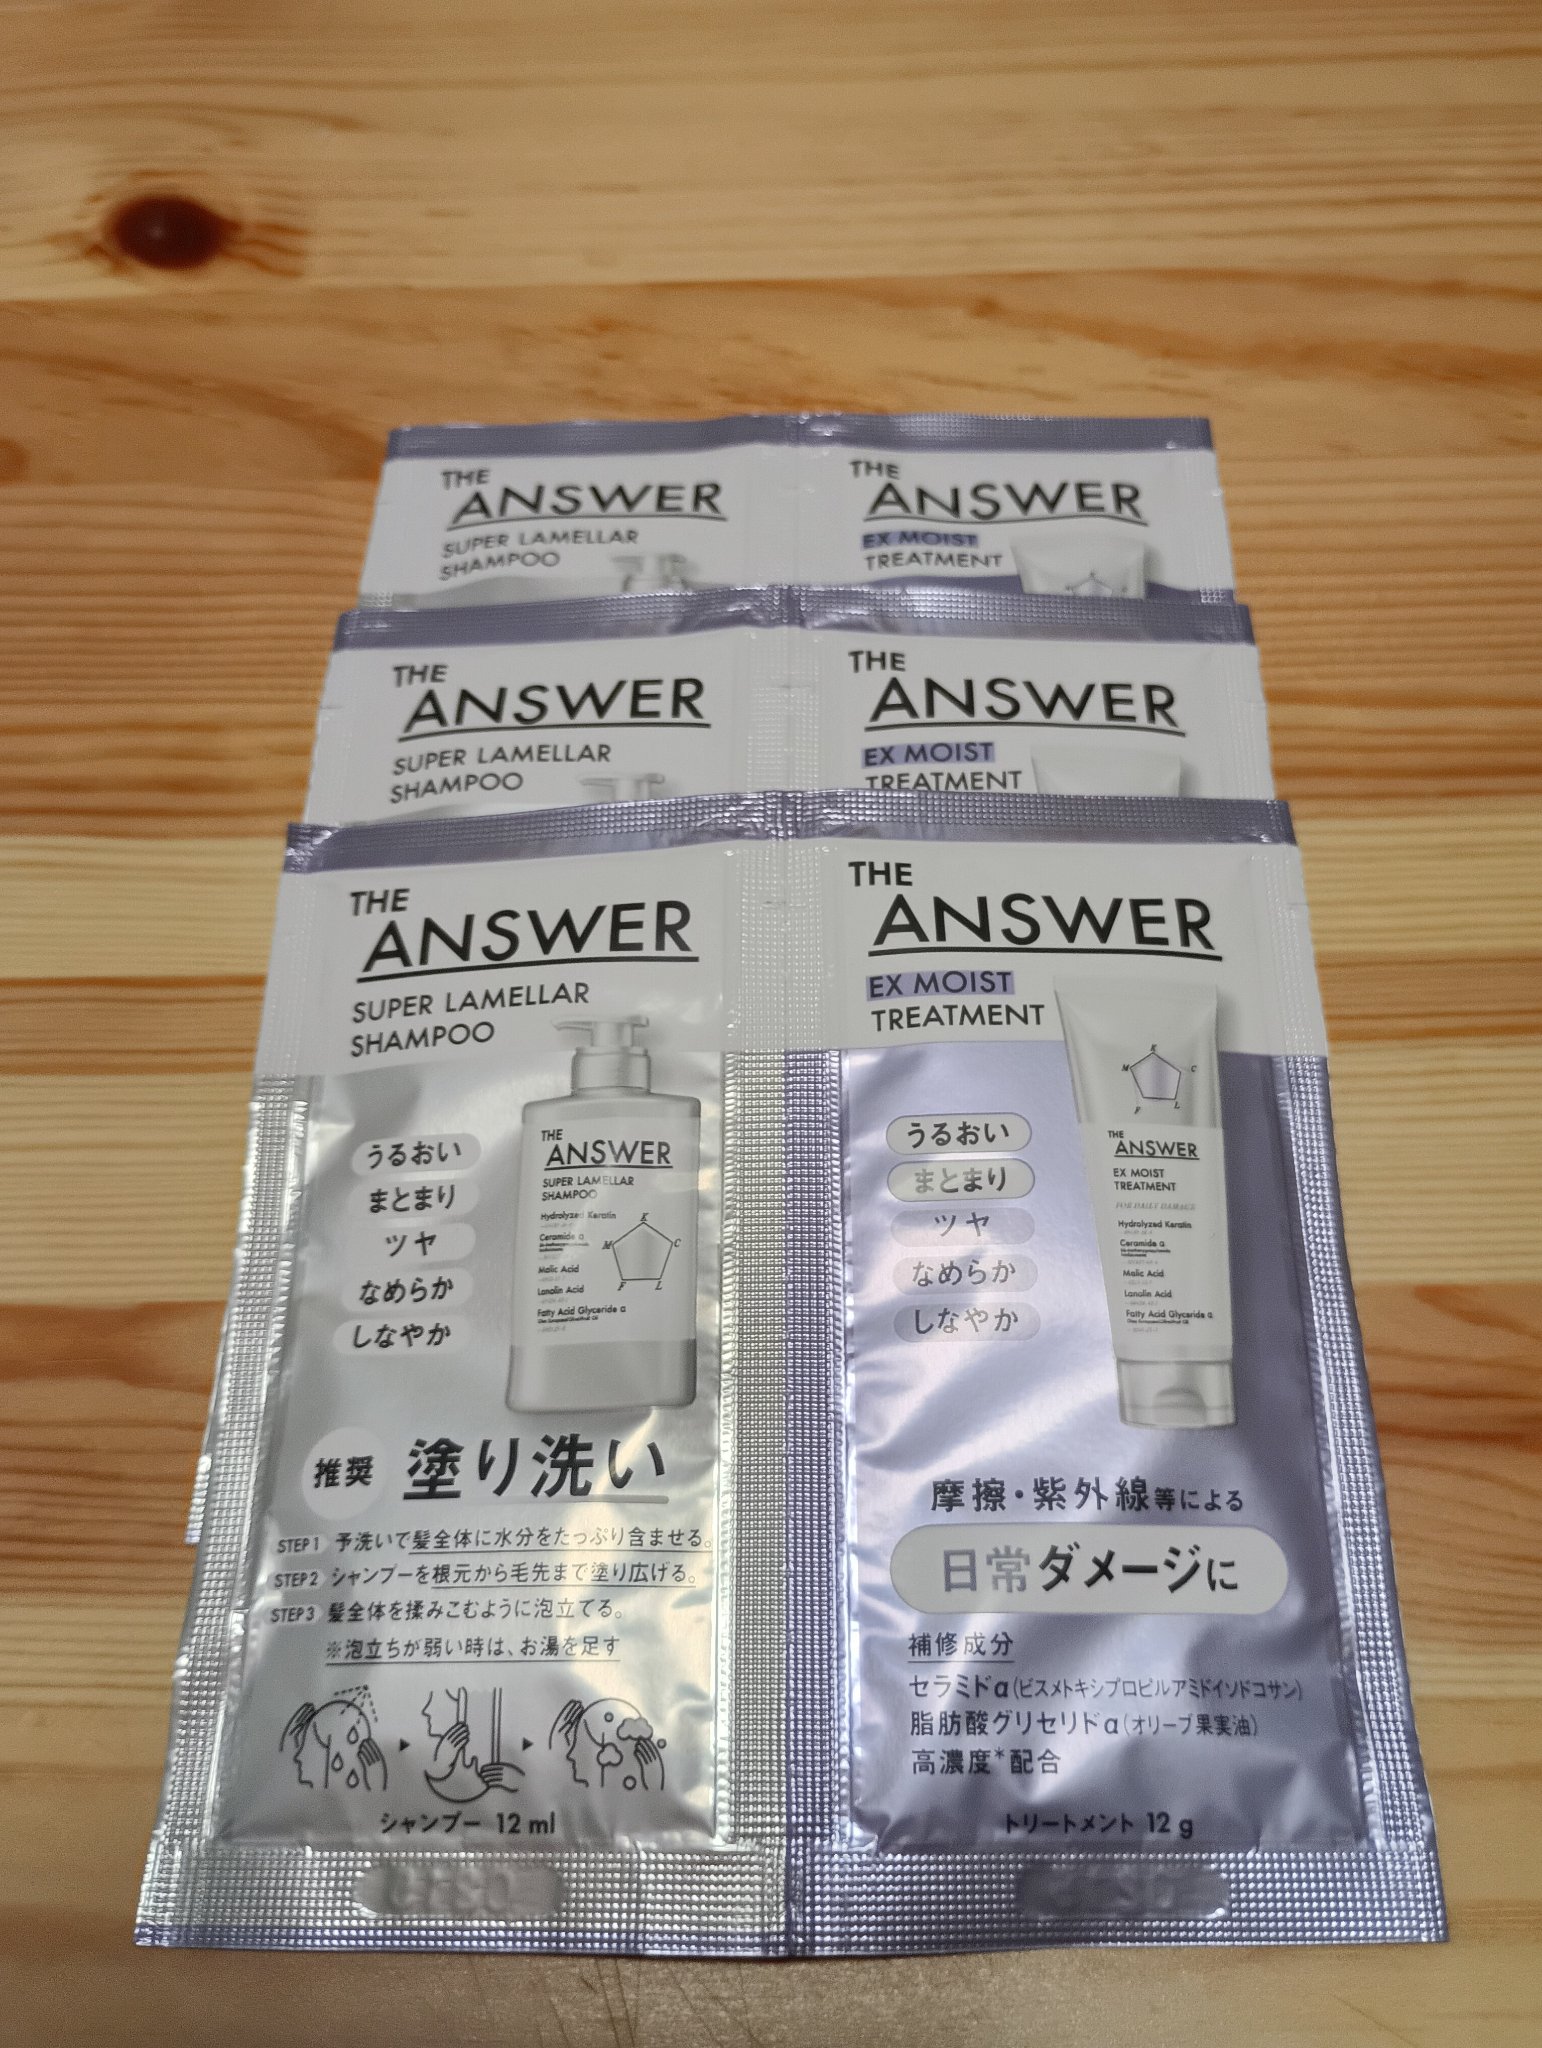 THE
ANSWER
SUPER LAMELLAR
SHAMPOO
THE
ANSWER
EX MOIST
TREATMENT
THE
ANSWER
SUPER LAMELLAR
SHAMPOO
THE
ANSWER
EX MOIST
TREATMENT
THE
ANSWER
SUPER LAMELLAR
SHAMPOO
うるおい
まとまり
ツヤ
なめらか
しなやか
THE
ANSWER
SUPER LAMELLAR
SHAMPOO
Hydrolyzed Keratin
Ceramide α
Malic Acid
Lanolin Acid
Fatty Acid Glyceride α
K
M
C
F
L
推奨 塗り洗い
STEP1 予洗いで髪全体に水分をたっぷり含ませる。
STEP2 シャンプーを根元から毛先まで塗り広げる。
STEP3 髪全体を揉みこむように泡立てる。
※泡立ちが弱い時は、お湯を足す
シャンプー 12 ml
THE
ANSWER
EX MOIST
TREATMENT
うるおい
まとまり
ツヤ
なめらか
しなやか
K
M
C
F
L
THE
ANSWER
EX MOIST
TREATMENT
FOR DAILY DAMAGE
Hydrolyzed Keratin
Ceramide α
Malic Acid
Lanolin Acid
Fatty Acid Glyceride α
摩擦・紫外線等による
日常ダメージに
補修成分
セラミドα(ビスメトキシプロピルアミドイソドコサン)
脂肪酸グリセリドα(オリーブ果実油)
高濃度*配合
トリートメント 12 g